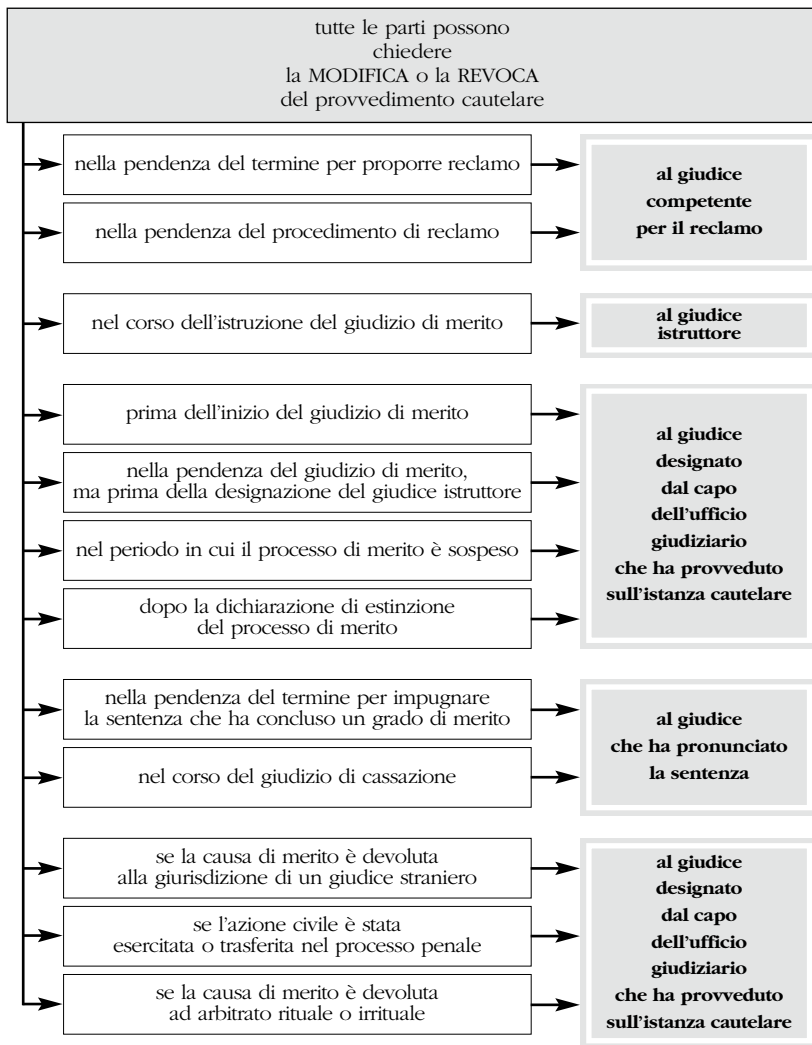 tutte le parti possono
chiedere
la MODIFICA o la REVOCA
del provvedimento cautelare
nella pendenza del termine per proporre reclamo
nella pendenza del procedimento di reclamo
al giudice
competente
per il reclamo
nel corso dell'istruzione del giudizio di merito
al giudice
istruttore
prima dell'inizio del giudizio di merito
nella pendenza del giudizio di merito,
ma prima della designazione del giudice istruttore
nel periodo in cui il processo di merito è sospeso
dopo la dichiarazione di estinzione
del processo di merito
al giudice
designato
dal capo
dell'ufficio
giudiziario
che ha provveduto
sull'istanza cautelare
nella pendenza del termine per impugnare
la sentenza che ha concluso un grado di merito
nel corso del giudizio di cassazione
al giudice
che ha pronunciato
la sentenza
se la causa di merito è devoluta
alla giurisdizione di un giudice straniero
se l'azione civile è stata
esercitata o trasferita nel processo penale
se la causa di merito è devoluta
ad arbitrato rituale o irrituale
al giudice
designato
dal capo
dell'ufficio
giudiziario
che ha provveduto
sull'istanza cautelare